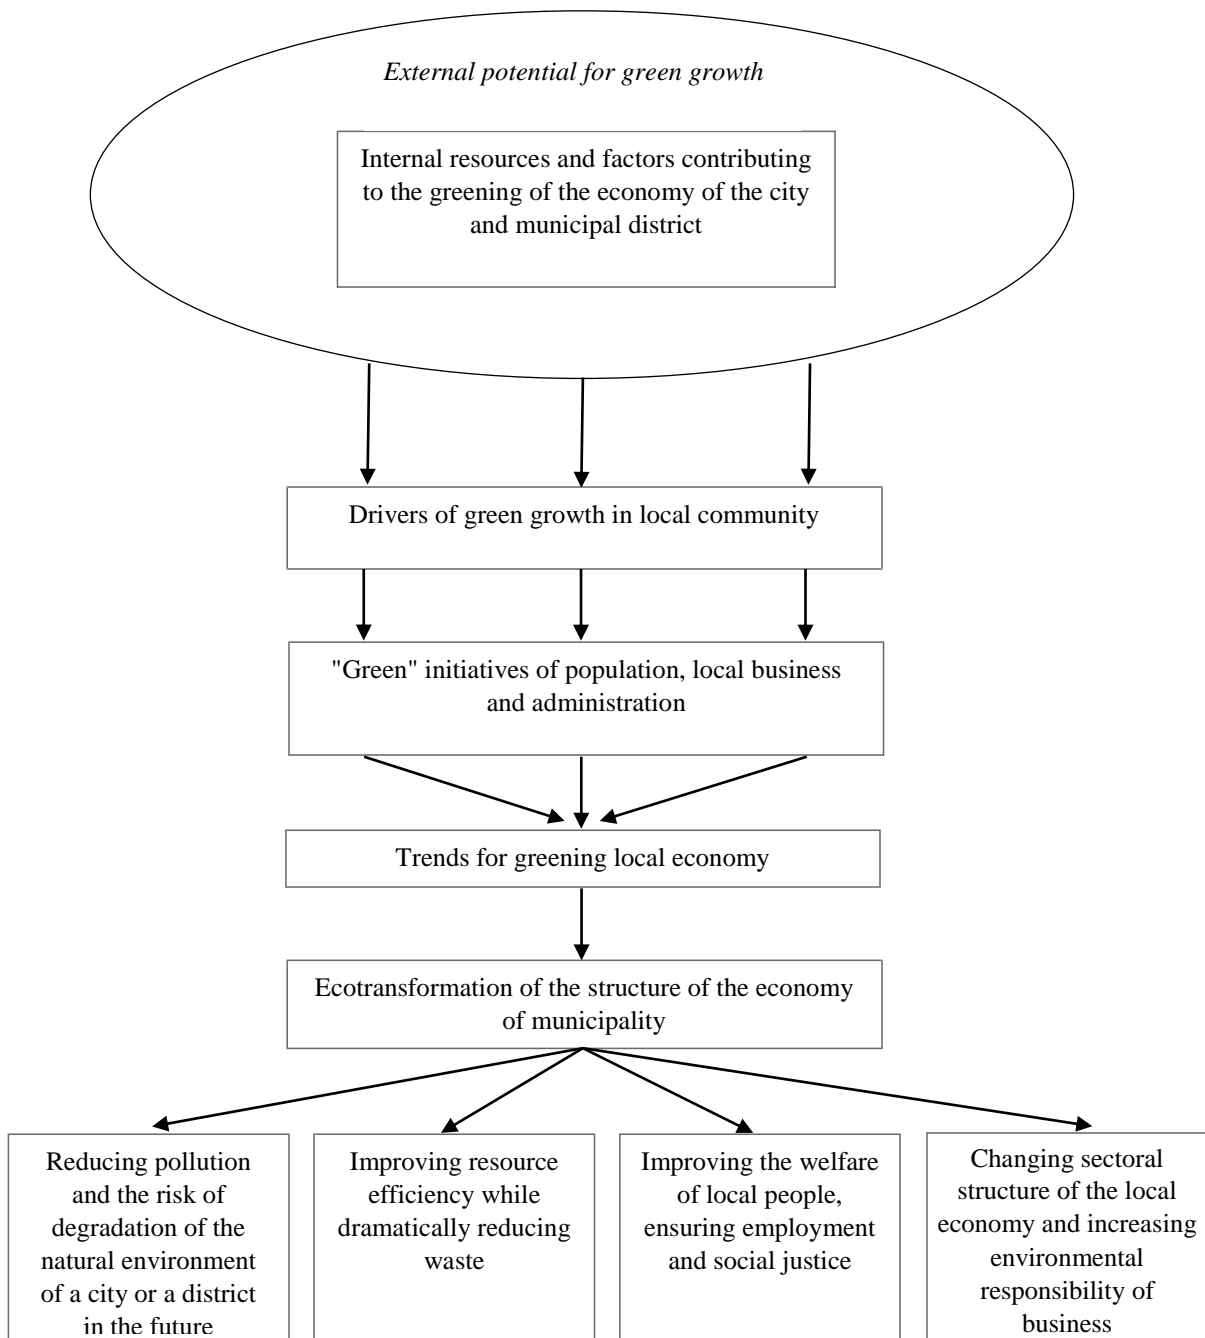 External potential for green growth
Internal resources and factors contributing
to the greening of the economy of the city
and municipal district
Drivers of green growth in local community
"Green" initiatives of population, local business
and administration
Trends for greening local economy
Ecotransformation of the structure of the economy
of municipality
Reducing pollution
and the risk of
degradation of the
natural environment
of a city or a district
in the future
Improving resource
efficiency while
dramatically reducing
waste
Improving the welfare
of local people,
ensuring employment
and social justice
Changing sectoral
structure of the local
economy and increasing
environmental
responsibility of
business